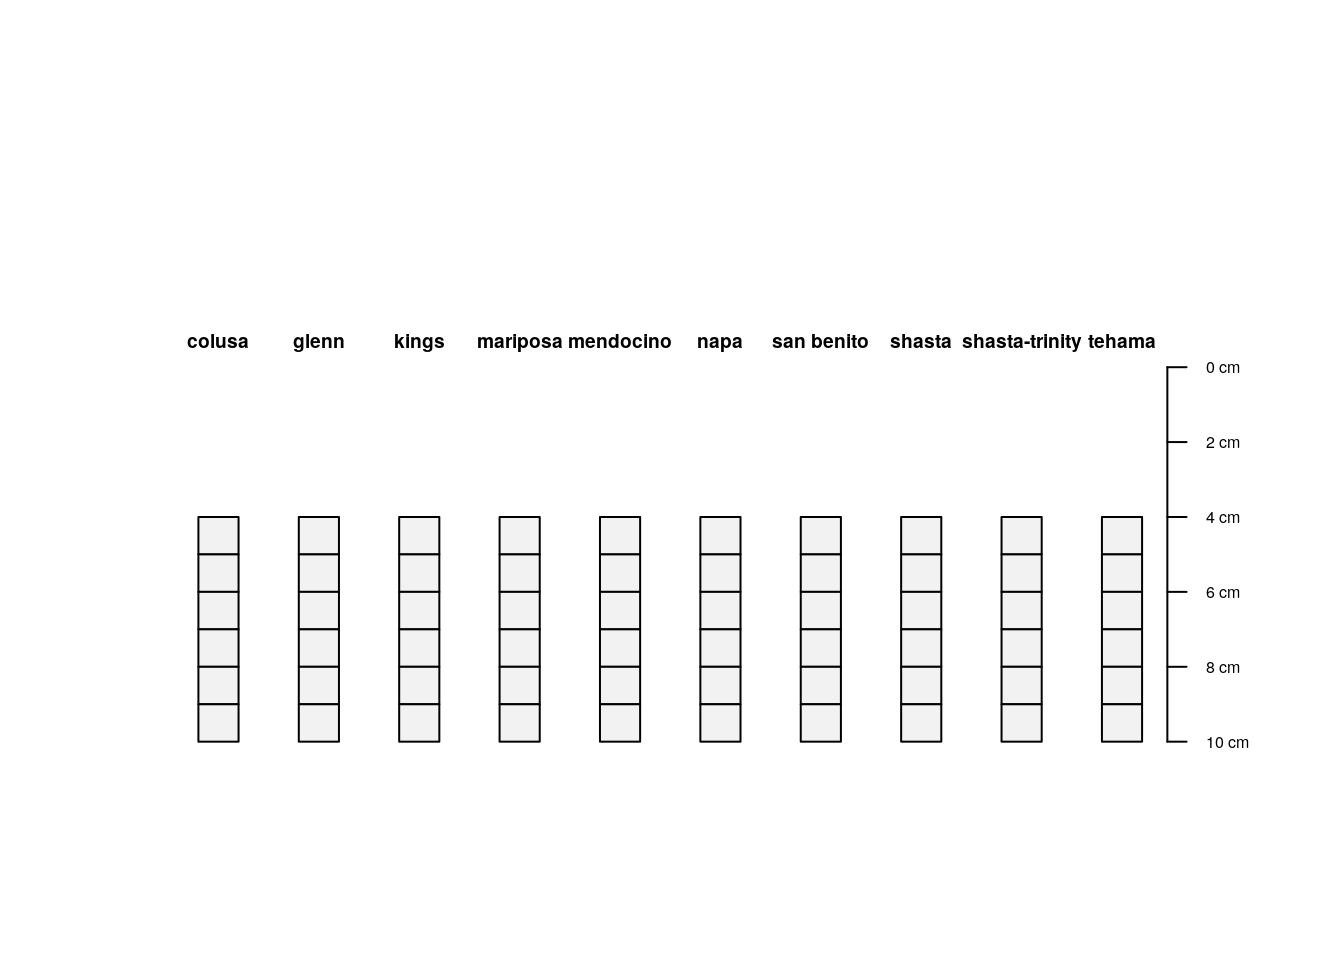 colusa glenn kings mariposa mendocino napa san benito shasta shasta-trinity tehama
0 cm
2 cm
4 cm
6 cm
8 cm
10 cm